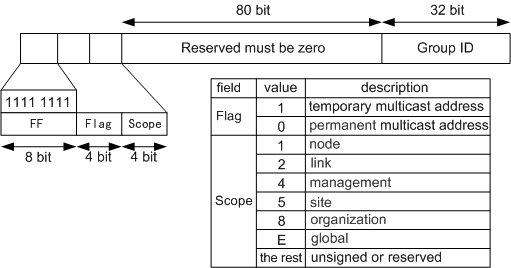 80 bit 32 bit
Reserved must be zero Group ID
1111 1111
FF Flag Scope
8 bit 4 bit 4 bit
field value description
Flag 1 temporary multicast address
0 permanent multicast address
Scope 1 node
2 link
4 management
5 site
8 organization
E global
the rest unsigned or reserved